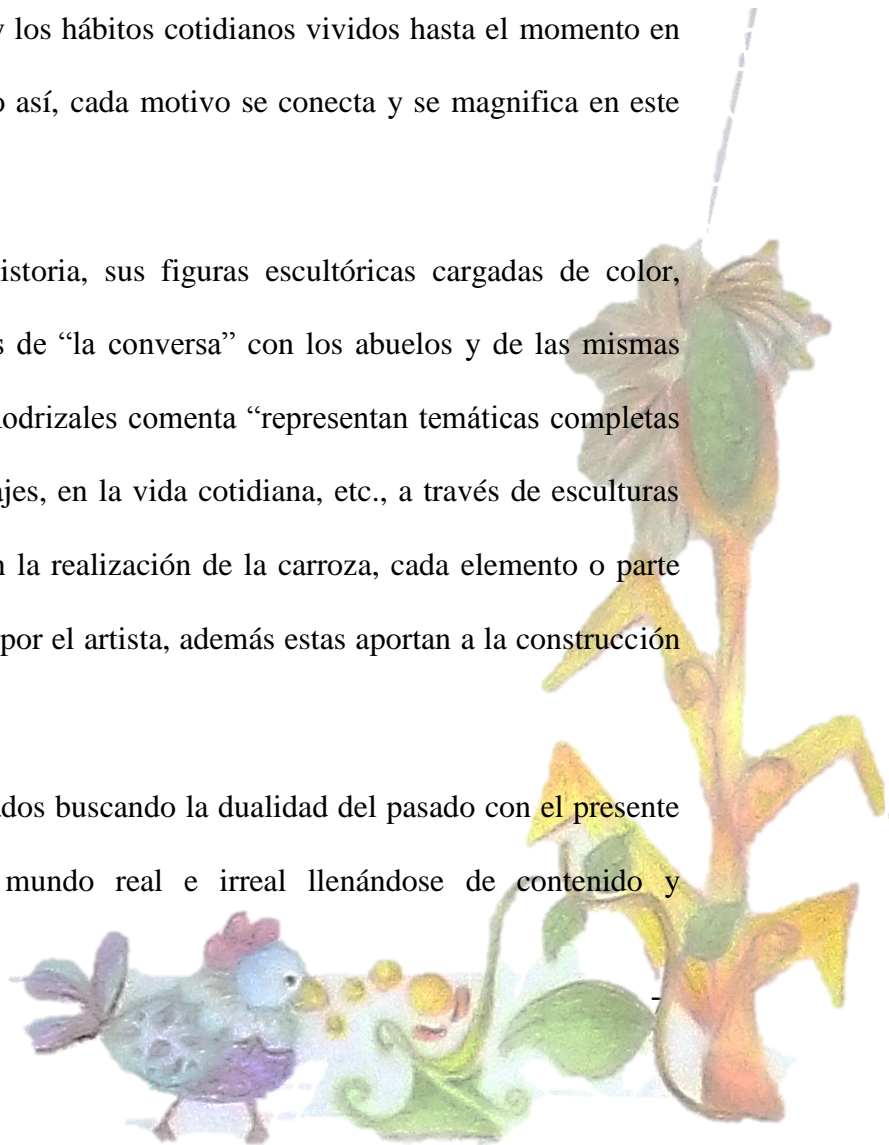 y los hábitos cotidianos vividos hasta el momento en
así, cada motivo se conecta y se magnifica en este
istoria, sus figuras escultóricas cargadas de color,
s de “la conversa” con los abuelos y de las mismas
odrizales comenta “representan temáticas completas
ajes, en la vida cotidiana, etc., a través de esculturas
la realización de la carroza, cada elemento o parte
por el artista, además estas aportan a la construcción
ados buscando la dualidad del pasado con el presente
mundo real e irreal llenándose de contenido y